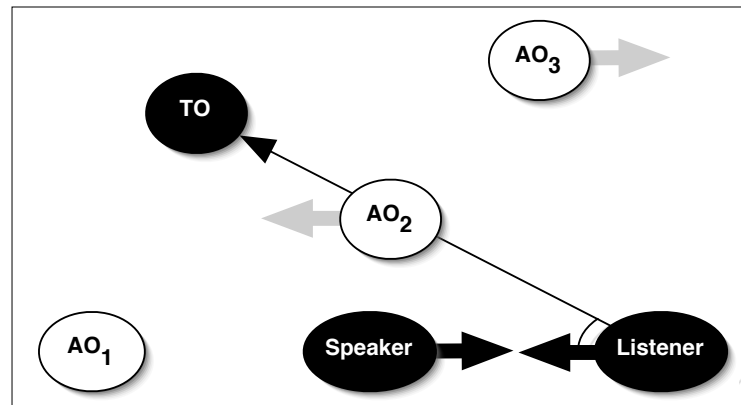 AO3
TO
AO2
AO1
Speaker
Listener